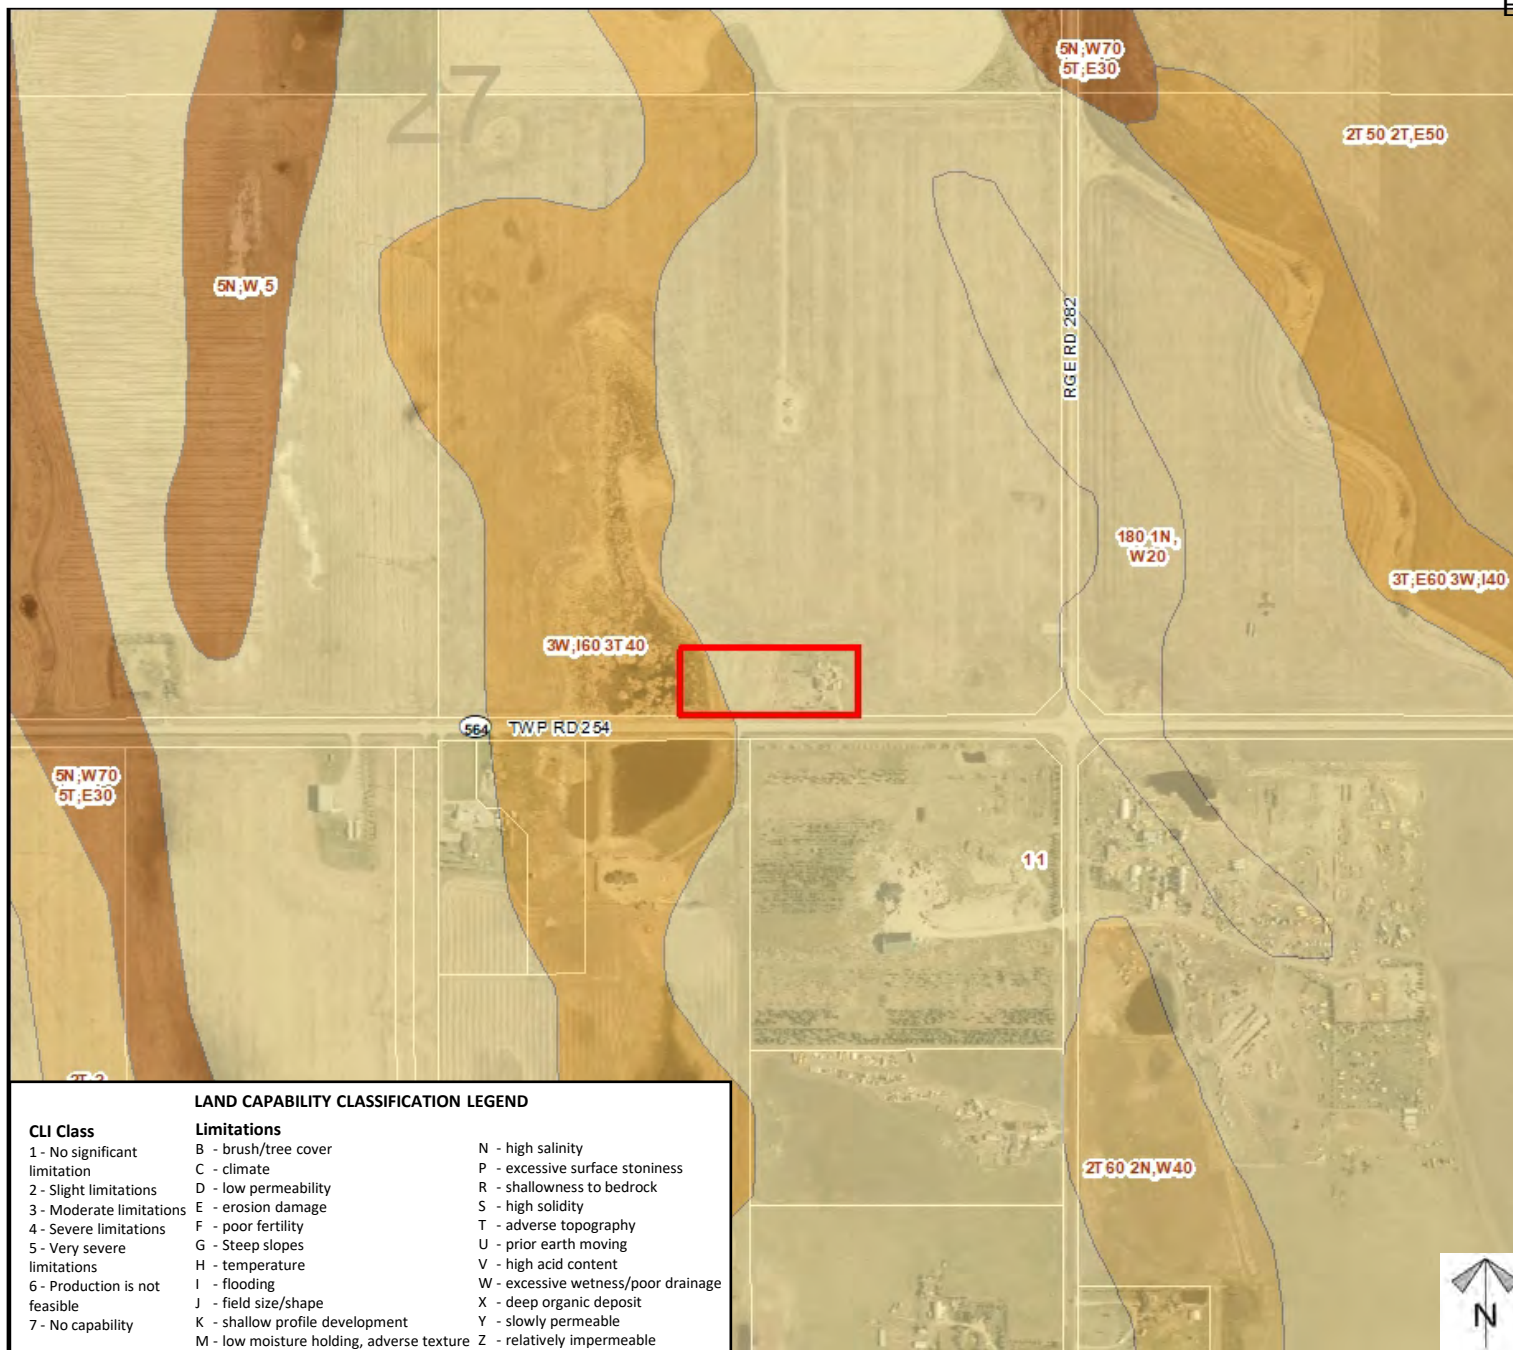 5N,W70
5T,E30
27
2T 50 2T,E50
5N,W 5
RGE RD 282
180 1N,
W20
3T,E60 3W,I40
3W,I60 3T 40
564
TWP RD 254
5N,W70
5T,E30
1 1
2T 60 2N,W40
LAND CAPABILITY CLASSIFICATION LEGEND
CLI Class
1 - No significant
limitation
2 - Slight limitations
3 - Moderate limitations
4 - Severe limitations
5 - Very severe
limitations
6 - Production is not
feasible
7 - No capability
Limitations
B - brush/tree cover
C - climate
D - low permeability
E - erosion damage
F - poor fertility
G - Steep slopes
H - temperature
I - flooding
J - field size/shape
K - shallow profile development
M - low moisture holding, adverse texture
N - high salinity
P - excessive surface stoniness
R - shallowness to bedrock
S - high solidity
T - adverse topography
U - prior earth moving
V - high acid content
W - excessive wetness/poor drainage
X - deep organic deposit
Y - slowly permeable
Z - relatively impermeable
N